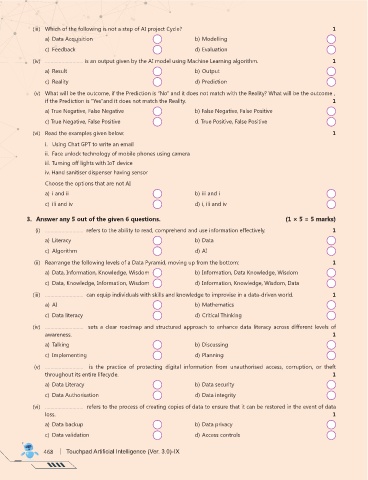 (iii) Which of the following is not a step of AI project Cycle? 1
a) Data Acquisition b) Modelling
c) Feedback d) Evaluation
(iv) .................... is an output given by the AI model using Machine Learning algorithm. 1
a) Result b) Output
c) Reality d) Prediction
(v) What will be the outcome, if the Prediction is "No" and it does not match with the Reality? What will be the outcome ,
if the Prediction is "Yes"and it does not match the Reality. 1
a) True Negative, False Negative b) False Negative, False Positive
c) True Negative, False Positive d. True Positive, False Positive
(vi) Read the examples given below: 1
i. Using Chat GPT to write an email
ii. Face unlock technology of mobile phones using camera
iii. Turning off lights with IoT device
iv. Hand sanitiser dispenser having sensor
Choose the options that are not AI:
a) i and ii b) iii and i
c) iii and iv d) i, iii and iv
3. Answer any 5 out of the given 6 questions. (1 × 5 = 5 marks)
(i) .................... refers to the ability to read, comprehend and use information effectively. 1
a) Literacy b) Data
c) Algorithm d) AI
(ii) Rearrange the following levels of a Data Pyramid, moving up from the bottom: 1
a) Data, Information, Knowledge, Wisdom b) Information, Data Knowledge, Wisdom
c) Data, Knowledge, Information, Wisdom d) Information, Knowledge, Wisdom, Data
(iii) .................... can equip individuals with skills and knowledge to improvise in a data-driven world. 1
a) AI b) Mathematics
c) Data literacy d) Critical Thinking
(iv) .................... sets a clear roadmap and structured approach to enhance data literacy across different levels of
awareness. 1
a) Talking b) Discussing
c) Implementing d) Planning
(v) .................... is the practice of protecting digital information from unauthorised access, corruption, or theft
throughout its entire lifecycle. 1
a) Data Literacy b) Data security
c) Data Authorisation d) Data integrity
(vi) .................... refers to the process of creating copies of data to ensure that it can be restored in the event of data
loss. 1
a) Data backup b) Data privacy
c) Data validation d) Access controls
468 | Touchpad Artificial Intelligence (Ver. 3.0)-IX